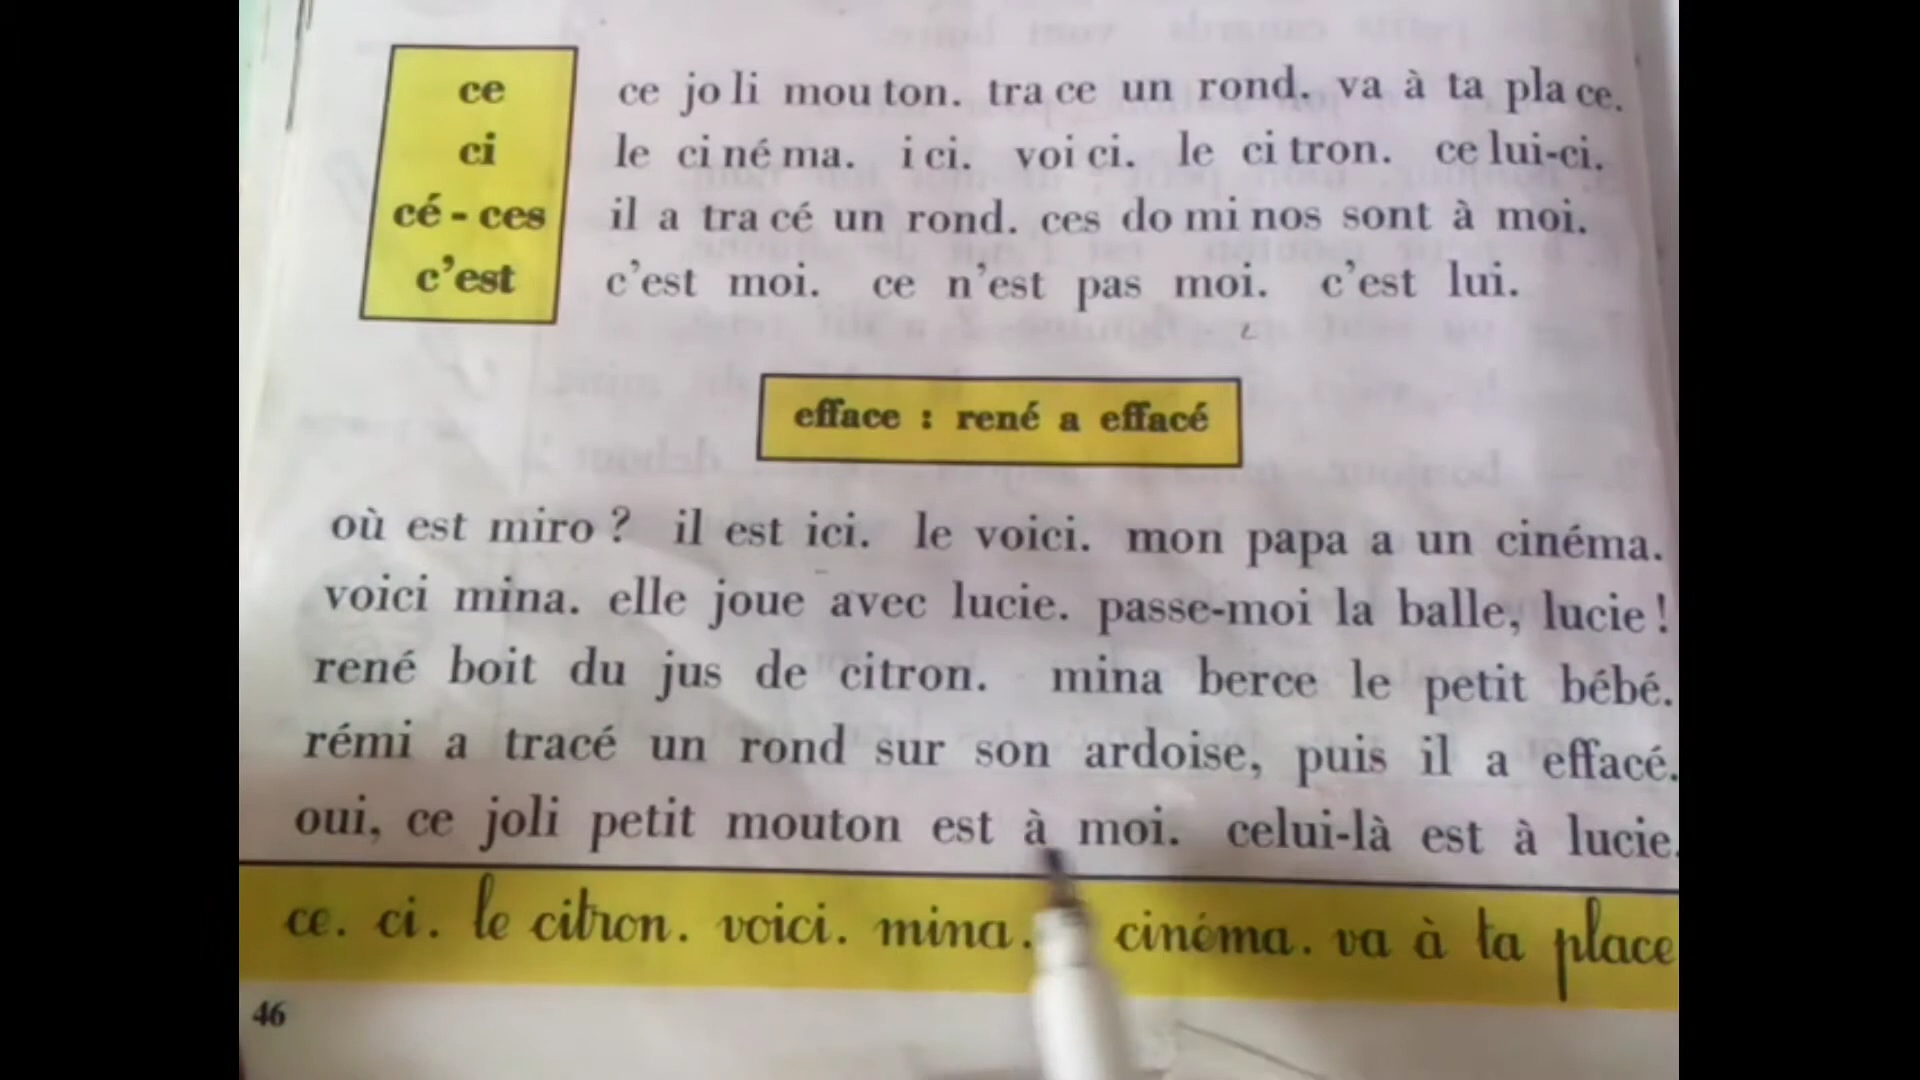 ce ce jo li mou ton. tra ce un rond. va à ta pla ce.
ci le ci né ma. i ci. voi ci. le ci tron. ce lui-ci.
cé - ces il a tra cé un rond. ces do mi nos sont à moi.
c'est c'est moi. ce n'est pas moi. c'est lui.
efface : rené a effacé
où est miro ? il est ici. le voici. mon papa a un cinéma.
voici mina. elle joue avec lucie. passe-moi la balle, lucie !
rené boit du jus de citron. mina berce le petit bébé.
rémi a tracé un rond sur son ardoise, puis il a effacé.
oui, ce joli petit mouton est à moi. celui-là est à lucie.
ce. ci. le citron. voici. mina. cinéma. va à ta place
46